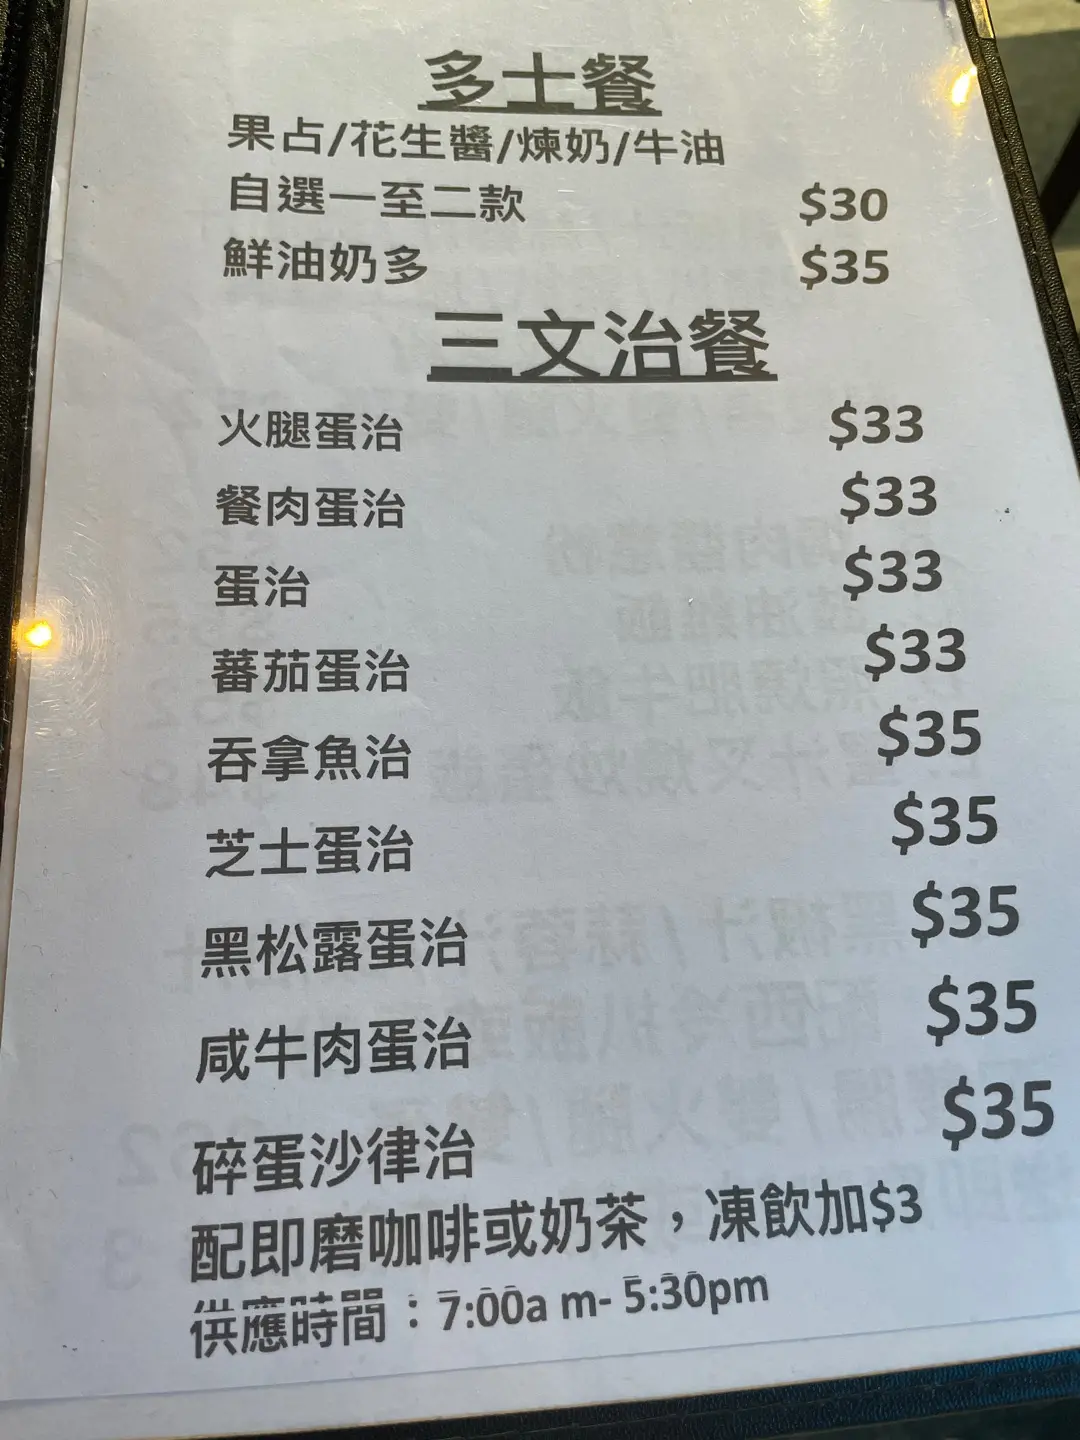 多士餐
果占/花生醬/煉奶/牛油
自選一至二款 $30
鮮油奶多 $35
三文治餐
火腿蛋治 $33
餐肉蛋治 $33
蛋治 $33
蕃茄蛋治 $33
吞拿魚治 $35
芝士蛋治 $35
黑松露蛋治 $35
咸牛肉蛋治 $35
碎蛋沙律治 $35
配即磨咖啡或奶茶，凍飲加$3
供應時間：7:00a m- 5:30pm